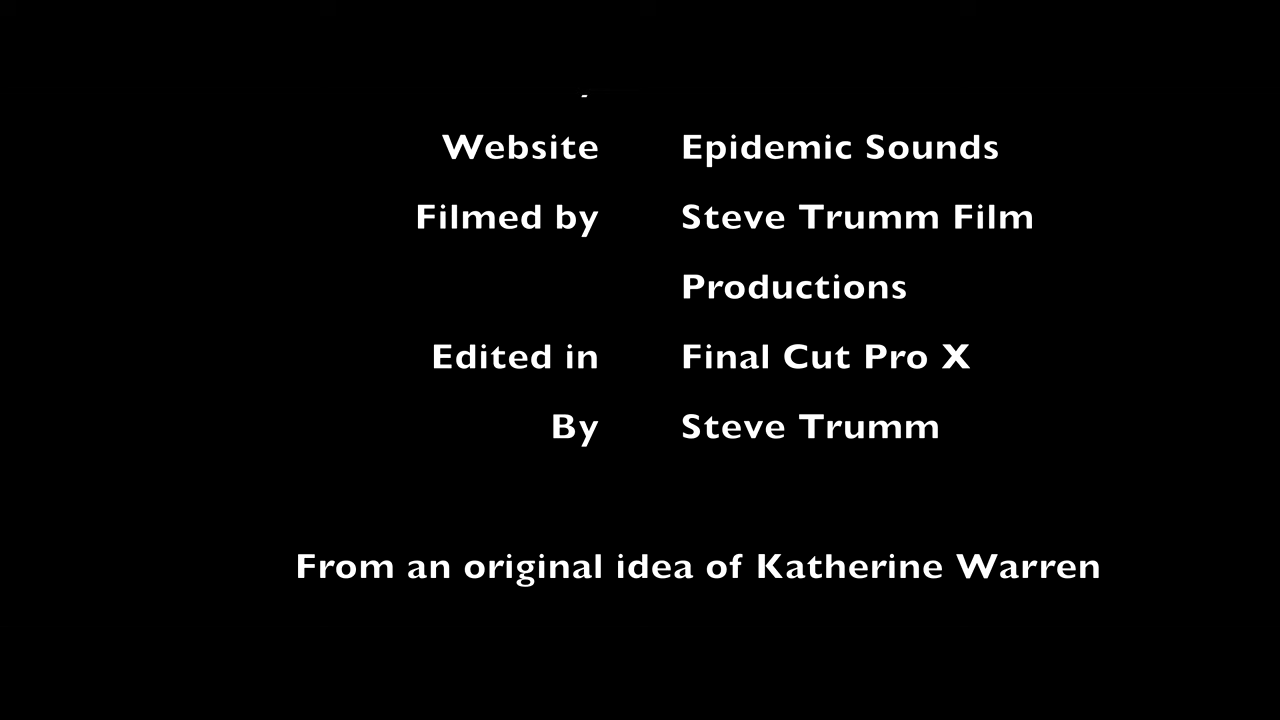 Website Epidemic Sounds
Filmed by Steve Trumm Film
Productions
Edited in Final Cut Pro X
By Steve Trumm
From an original idea of Katherine Warren